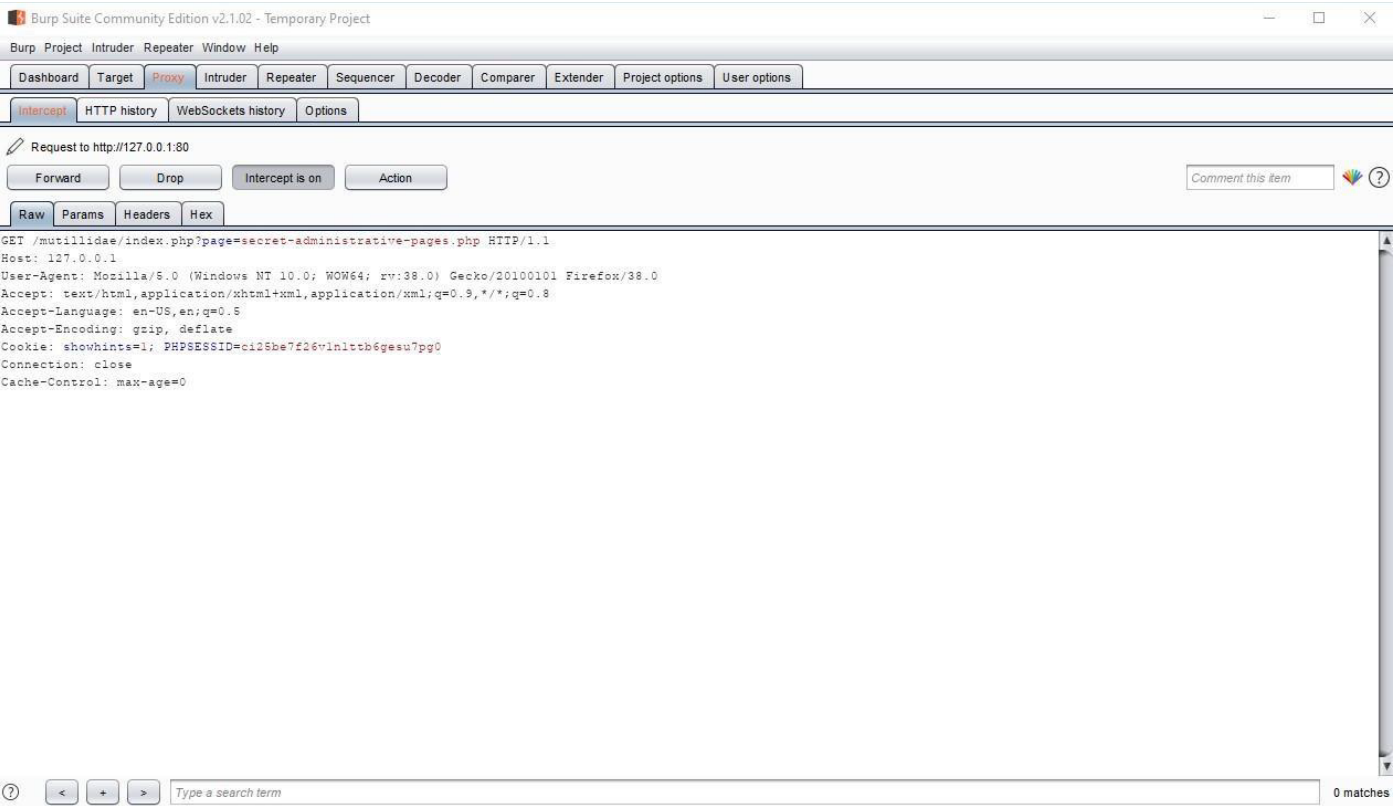 Burp Suite Community Edition v2.1.02 - Temporary Project
Burp Project Intruder Repeater Window Help
Dashboard Target Proxy Intruder Repeater Sequencer Decoder Comparer Extender Project options User options
Intercept HTTP history WebSockets history Options
Request to http://127.0.0.1:80
Forward Drop Intercept is on Action Comment this item ?
Raw Params Headers Hex
GET /mutillidae/index.php?page=secret-administrative-pages.php HTTP/1.1
Host: 127.0.0.1
User-Agent: Mozilla/5.0 (Windows NT 10.0; WOW64; rv:38.0) Gecko/20100101 Firefox/38.0
Accept: text/html,application/xhtml+xml,application/xml;q=0.9,*/*;q=0.8
Accept-Language: en-US,en;q=0.5
Accept-Encoding: gzip, deflate
Cookie: showhints=1; PHPSESSID=ci25be7f26v1n1ttb6gesu7pg0
Connection: close
Cache-Control: max-age=0
? < + > Type a search term 0 matches